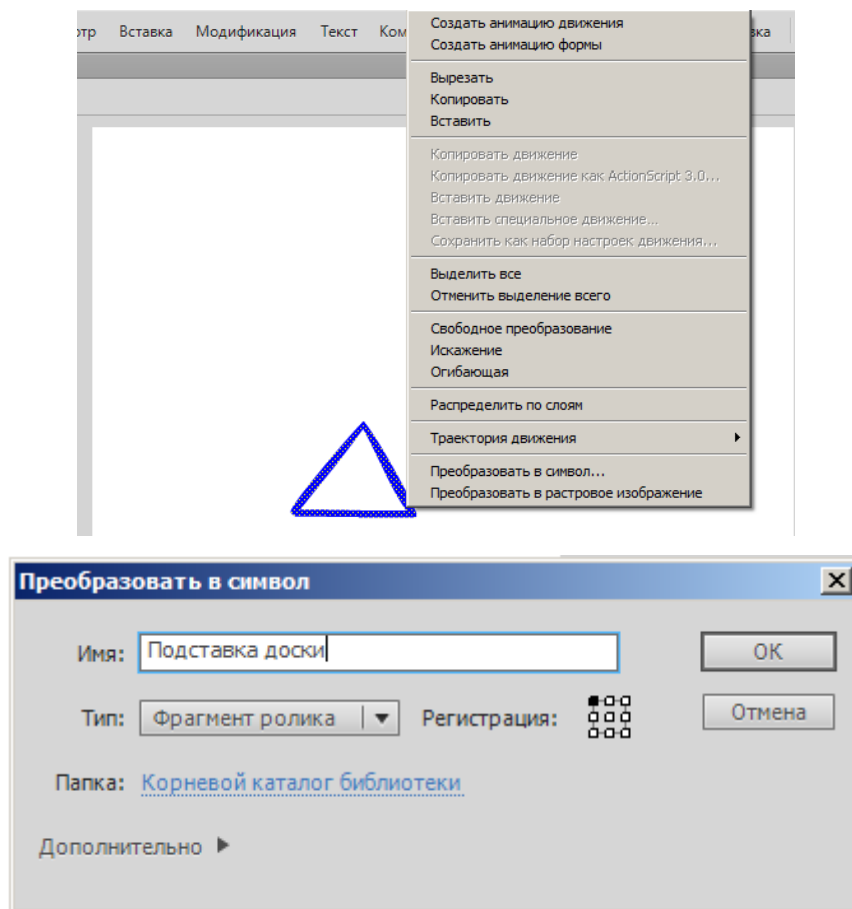 отр Вставка Модификация Текст Ком вка
Создать анимацию движения
Создать анимацию формы
Вырезать
Копировать
Вставить
Копировать движение
Копировать движение как ActionScript 3.0...
Вставить движение
Вставить специальное движение...
Сохранить как набор настроек движения...
Выделить все
Отменить выделение всего
Свободное преобразование
Искажение
Огибающая
Распределить по слоям
Траектория движения
Преобразовать в символ...
Преобразовать в растровое изображение
Преобразовать в символ
Имя: Подставка доски ОК
Тип: Фрагмент ролика Регистрация: Отмена
Папка: Корневой каталог библиотеки
Дополнительно